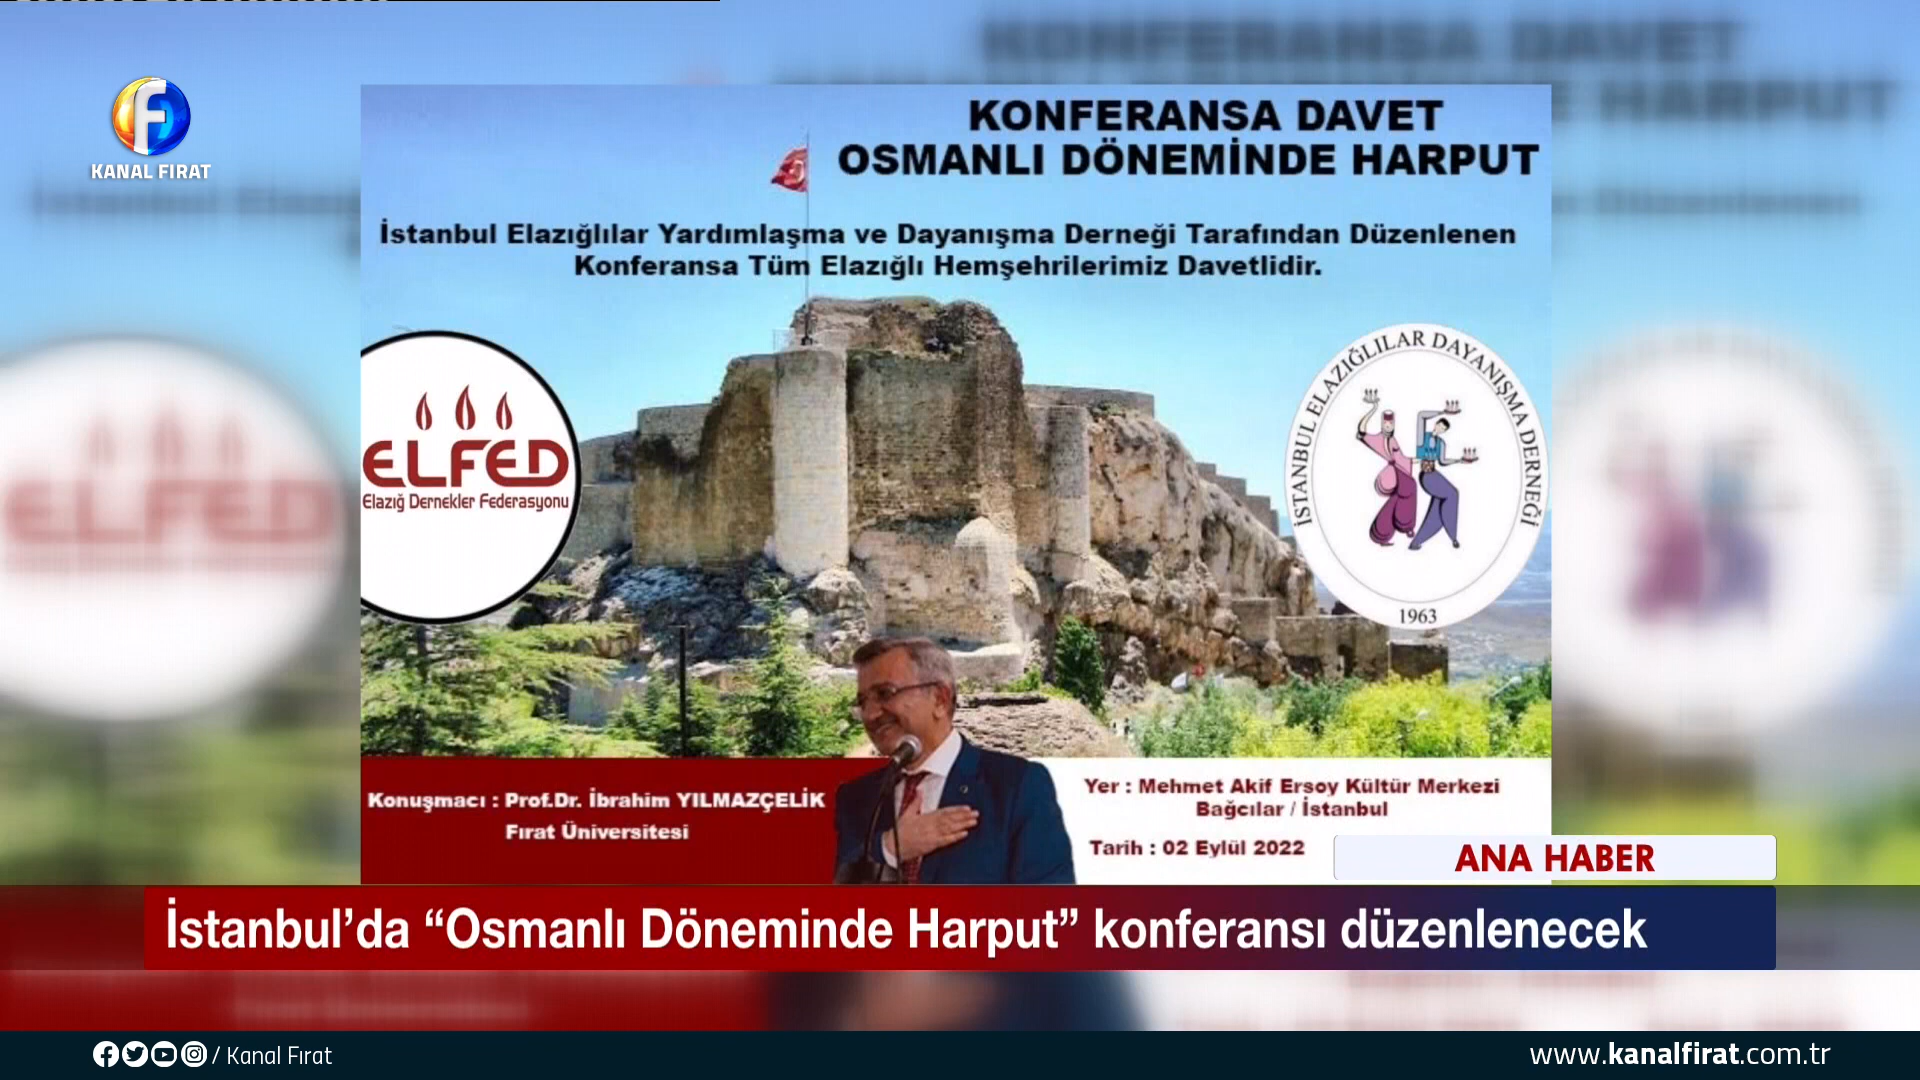 KANAL FIRAT
KONFERANSA DAVET
OSMANLI DÖNEMİNDE HARPUT
İstanbul Elazığlılar Yardımlaşma ve Dayanışma Derneği Tarafından Düzenlenen
Konferansa Tüm Elazığlı Hemşehrilerimiz Davetlidir.
ELFED
Elazığ Dernekler Federasyonu
İSTANBUL ELAZIĞLILAR DAYANIŞMA DERNEĞİ
1963
Konuşmacı : Prof.Dr. İbrahim YILMAZÇELİK
Fırat Üniversitesi
Yer : Mehmet Akif Ersoy Kültür Merkezi
Bağcılar / İstanbul
Tarih : 02 Eylül 2022
ANA HABER
İstanbul’da “Osmanlı Döneminde Harput” konferansı düzenlenecek
/ Kanal Fırat
www.kanalfirat.com.tr